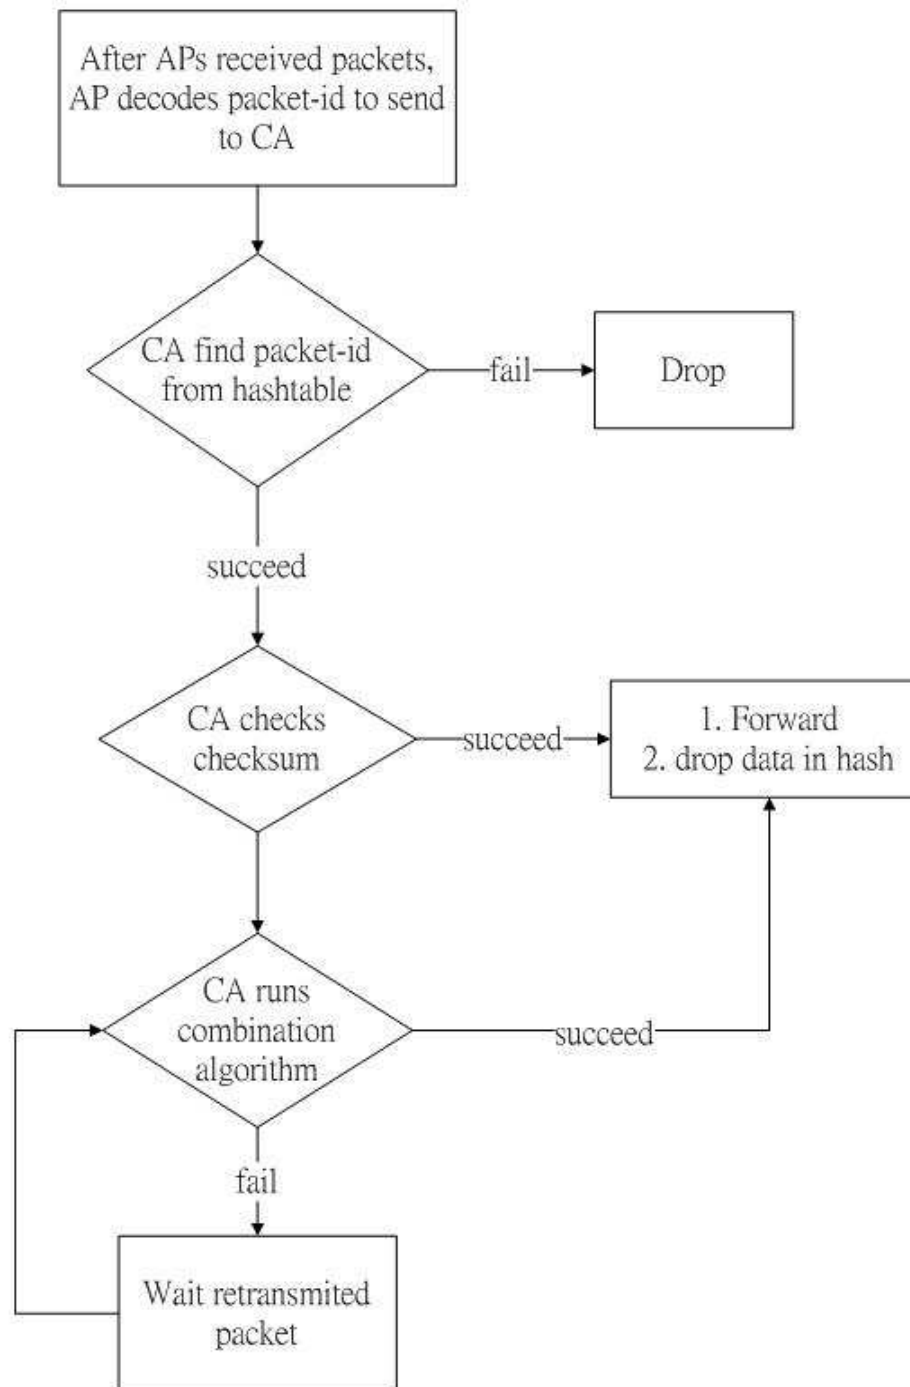 After APs received packets,
AP decodes packet-id to send
to CA
CA find packet-id
from hashtable
fail
Drop
succeed
CA checks
checksum
succeed
1. Forward
2. drop data in hash
CA runs
combination
algorithm
succeed
fail
Wait retransmited
packet